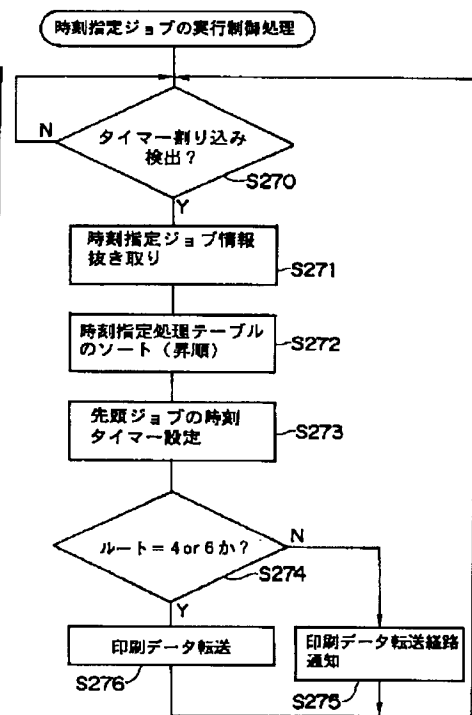 時刻指定ジョブの実行制御処理
N
タイマー割り込み
検出?
S270
Y
時刻指定ジョブ情報
抜き取り
S271
時刻指定処理テーブル
のソート(昇順)
S272
先頭ジョブの時刻
タイマー設定
S273
ルート=4or6か?
N
S274
Y
印刷データ転送
S276
印刷データ転送経路
通知
S275